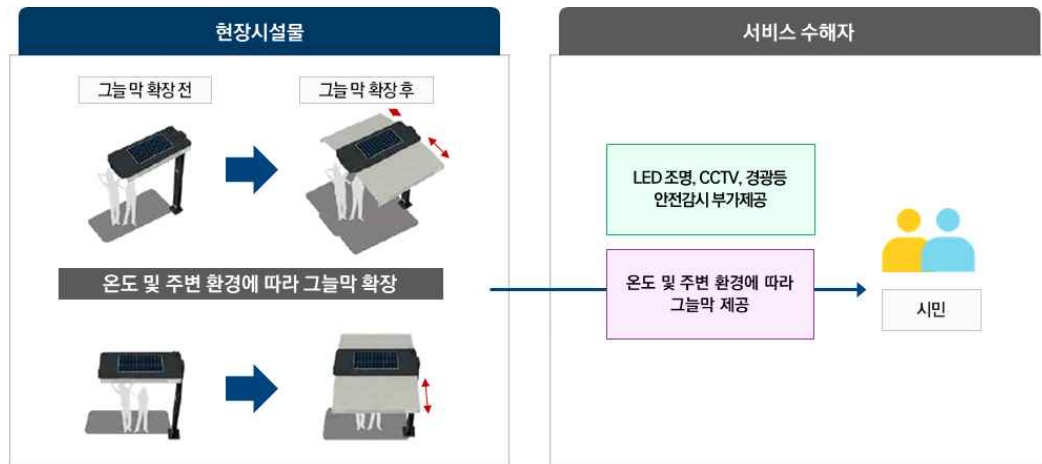 현장시설물
그늘 막 확장 전
그늘 막 확장 후
온도 및 주변 환경에 따라 그늘막 확장
서비스 수해자
LED 조명, CCTV, 경광등
안전감시 부가제공
온도 및 주변 환경에 따라
그늘막 제공
시민